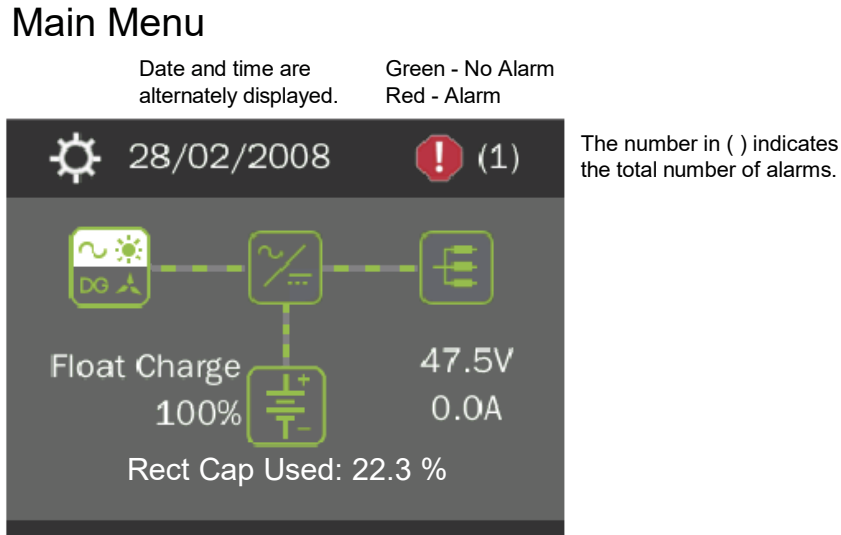 Main Menu
Date and time are
alternately displayed.
Green - No Alarm
Red - Alarm
28/02/2008
! (1)
The number in ( ) indicates
the total number of alarms.
DG
Float Charge
100%
+
-
47.5V
0.0A
Rect Cap Used: 22.3 %